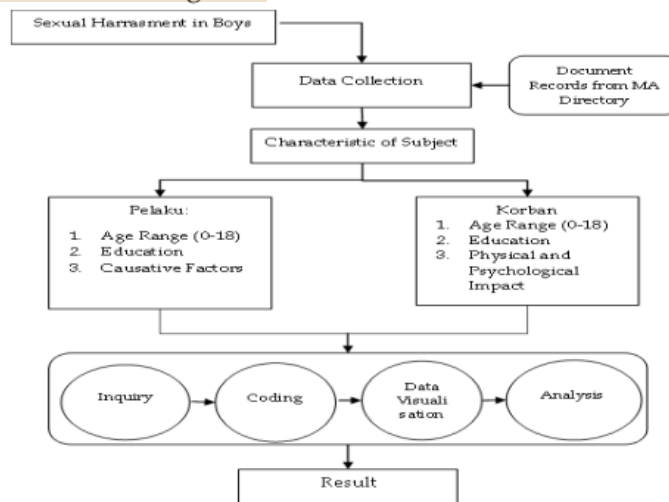 Sexual Harrasment in Boys
Data Collection
Document
Records from MA
Directory
Characteristic of Subject
Pelaku:
1. Age Range (0-18)
2. Education
3. Causative Factors
Korban
1. Age Range (0-18)
2. Education
3. Physical and
Psychological
Impact
Inquiry
Coding
Data
Visuali
sation
Analysis
Result